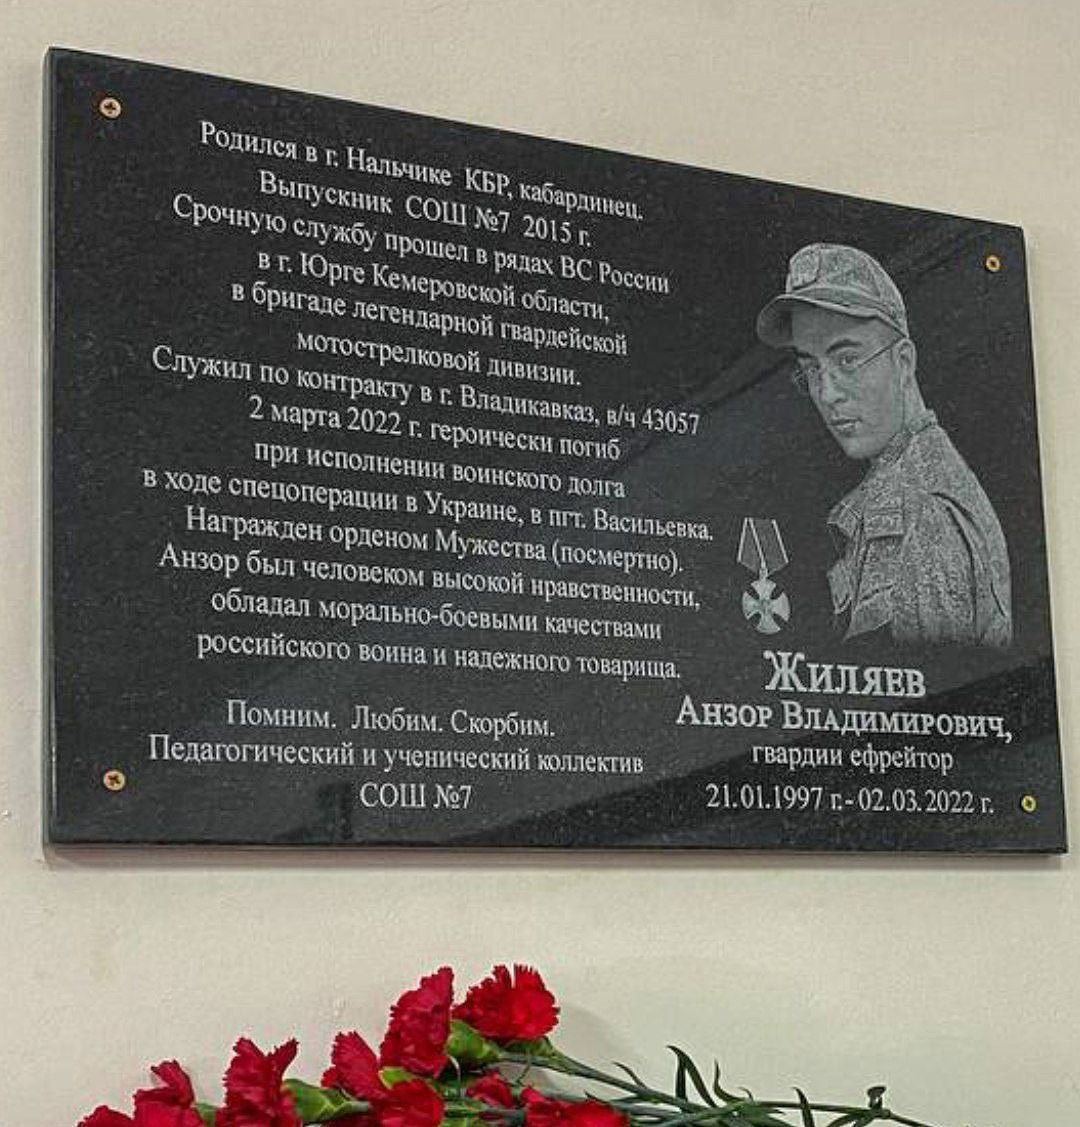 Родился в г. Нальчике КБР, кабардинец.
Выпускник СОШ №7 2015 г.
Срочную службу прошел в рядах ВС России
в г. Юрге Кемеровской области,
в бригаде легендарной гвардейской
мотострелковой дивизии.
Служил по контракту в г. Владикавказ, в/ч 43057
2 марта 2022 г. героически погиб
при исполнении воинского долга
в ходе спецоперации в Украине, в пгт. Васильевка.
Награжден орденом Мужества (посмертно).
Анзор был человеком высокой нравственности,
обладал морально-боевыми качествами
российского воина и надежного товарища.
Помним. Любим. Скорбим.
Педагогический и ученический коллектив
СОШ №7
Жиляев
Анзор Владимирович,
гвардии ефрейтор
21.01.1997 г.-02.03.2022 г.